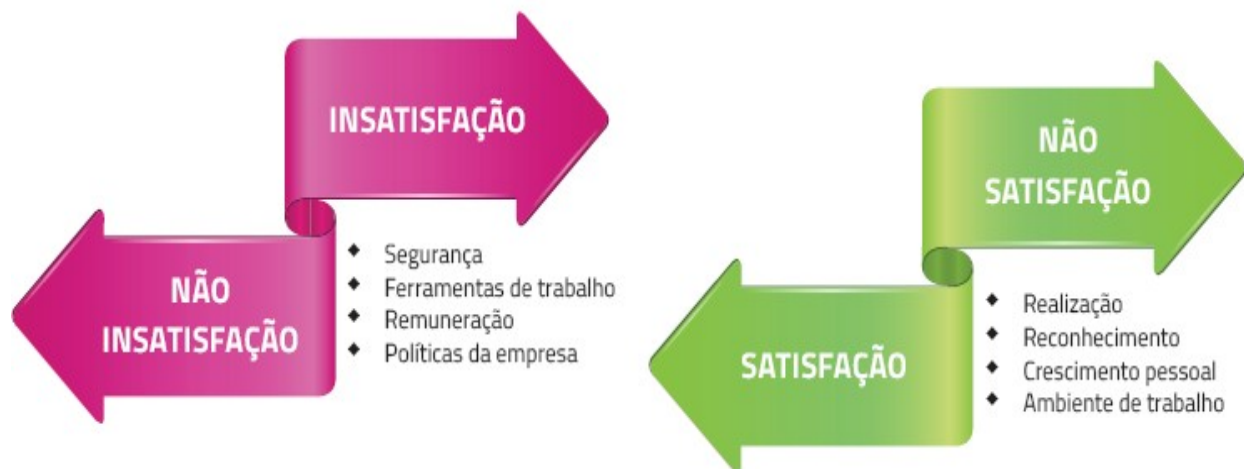 INSATISFAÇÃO
NÃO
INSATISFAÇÃO
Segurança
Ferramentas de trabalho
Remuneração
Políticas da empresa
NÃO
SATISFAÇÃO
SATISFAÇÃO
Realização
Reconhecimento
Crescimento pessoal
Ambiente de trabalho